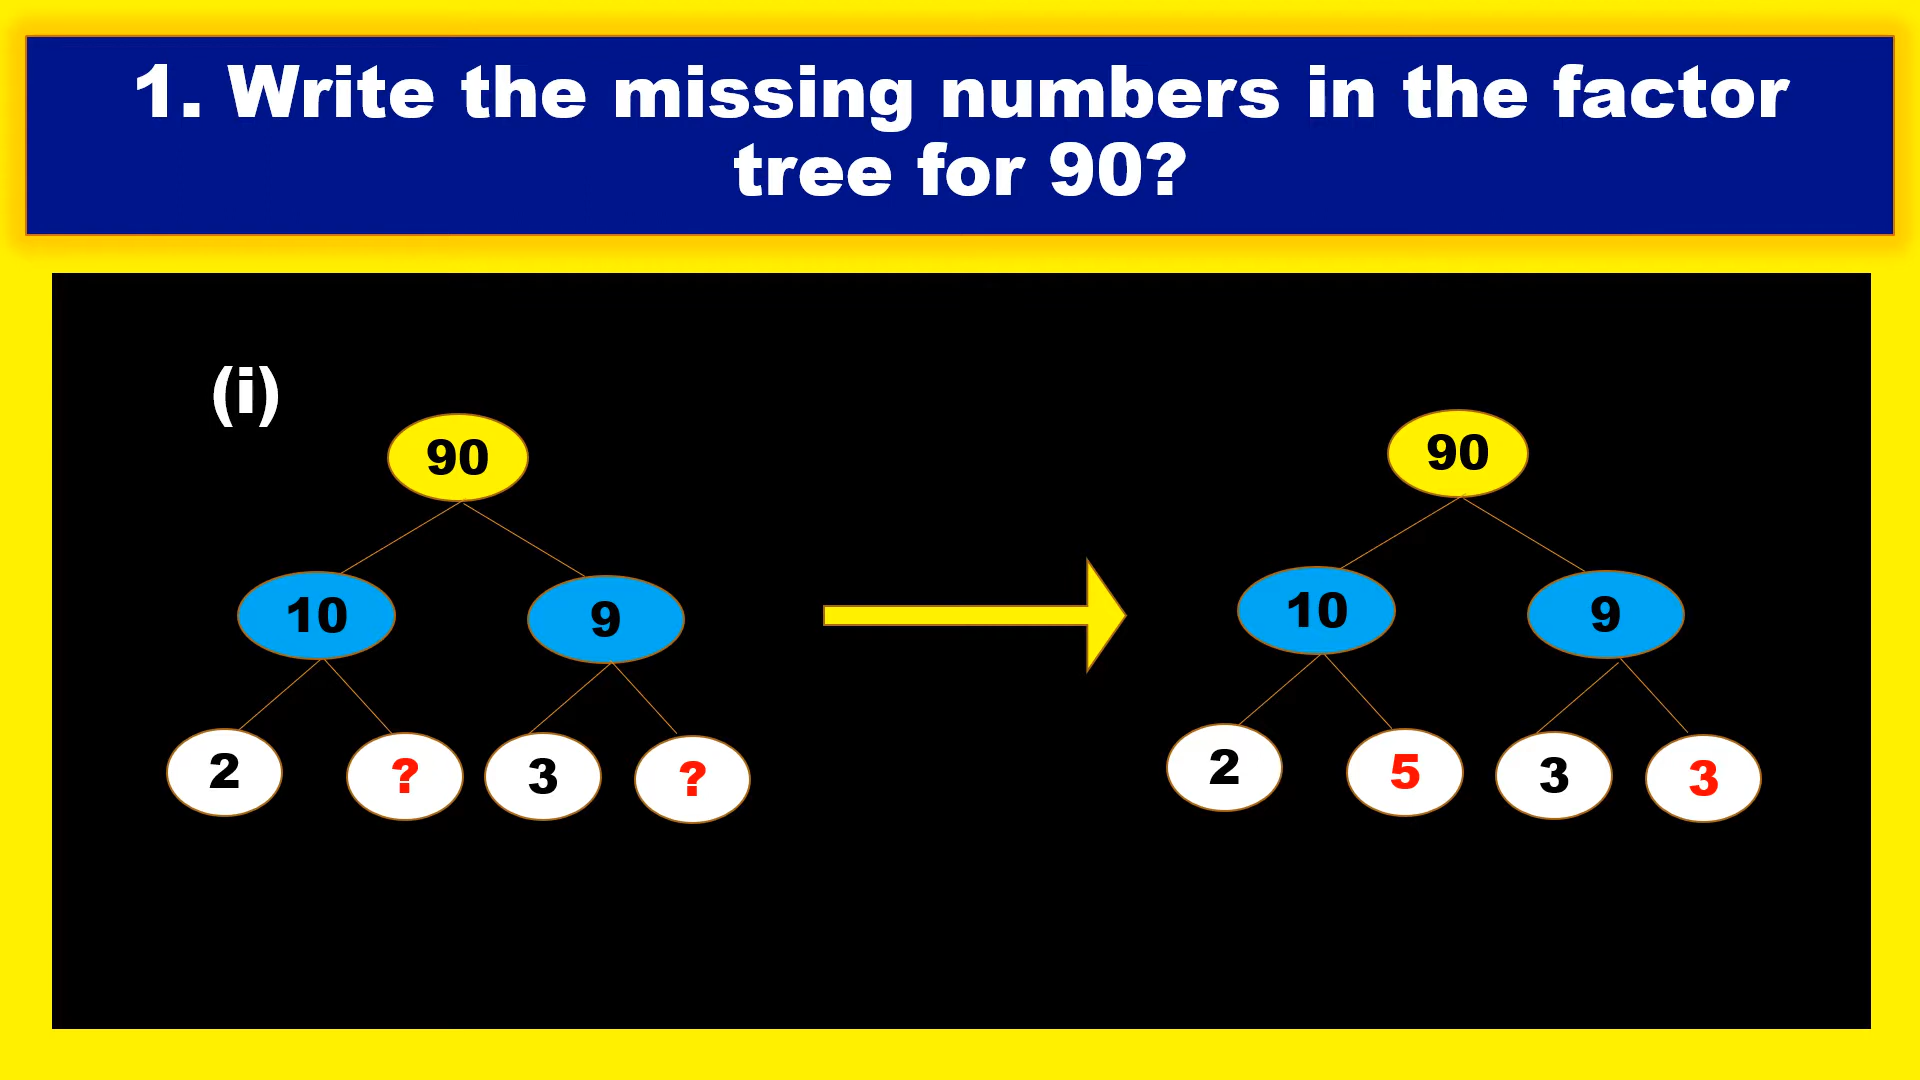 1. Write the missing numbers in the factor
tree for 90?
(i)
90
10 9
2 ? 3 ?
90
10 9
2 5 3 3